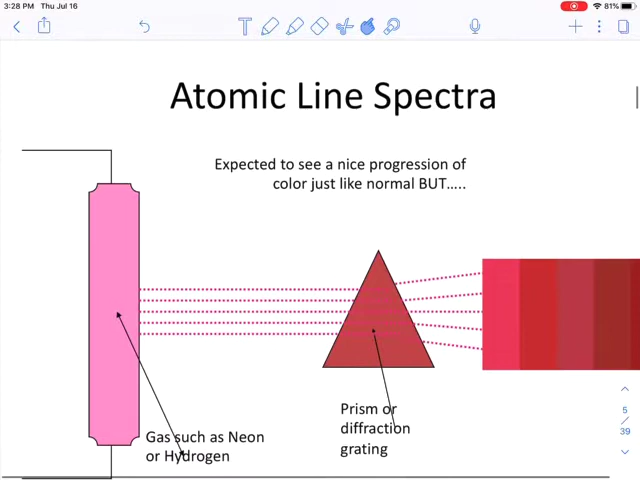 3:28 PM Thu Jul 16
81%
Atomic Line Spectra
Expected to see a nice progression of
color just like normal BUT…..
Prism or
diffraction
grating
Gas such as Neon
or Hydrogen
5
/
39